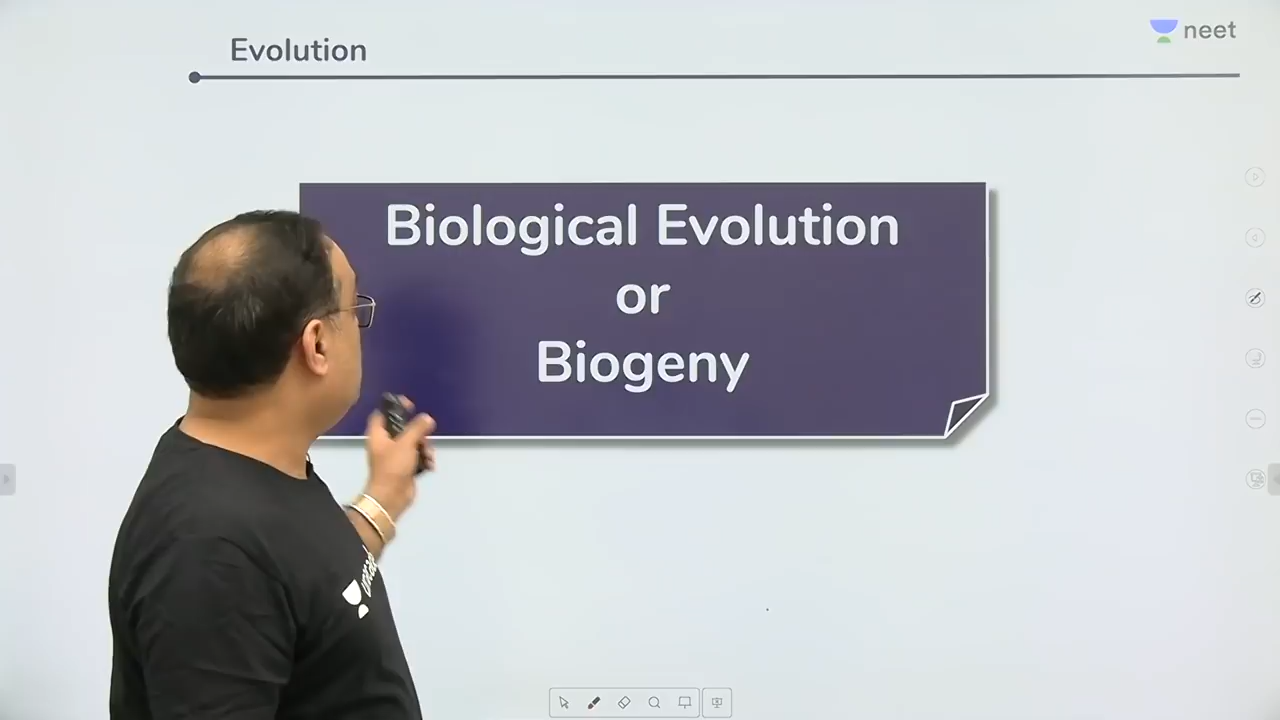 Evolution
neet
Biological Evolution
or
Biogeny